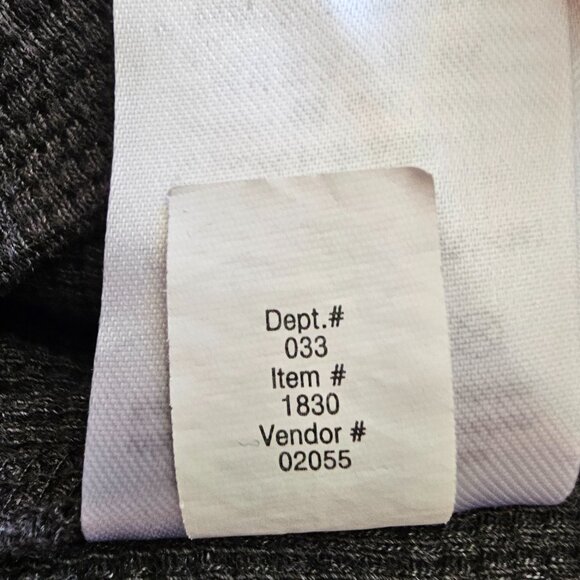 Dept.#
033
Item #
1830
Vendor #
02055